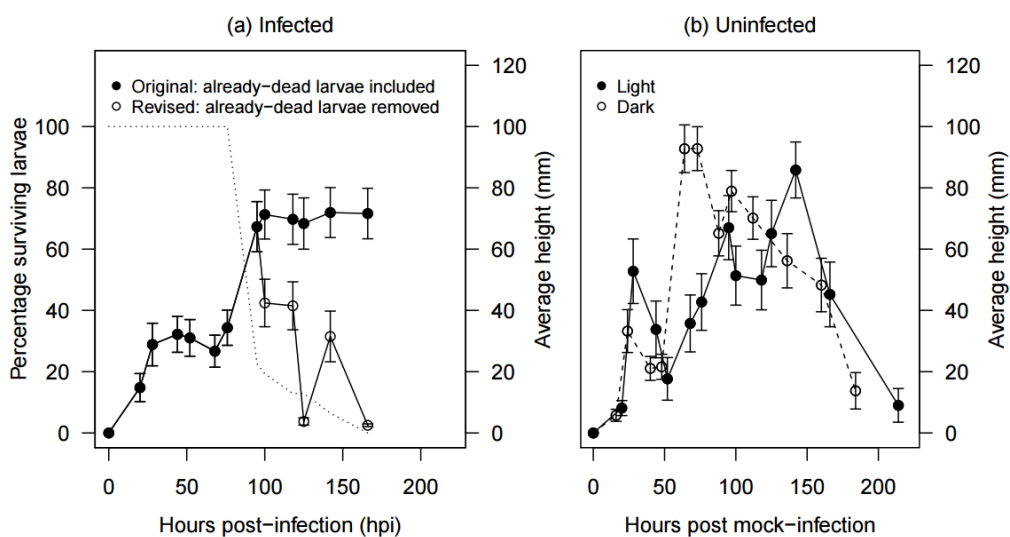 (a) Infected
Original: already−dead larvae included
Revised: already−dead larvae removed
Percentage surviving larvae
0
20
40
60
80
100
0
20
40
60
80
100
120
Average height (mm)
0
50
100
150
200
Hours post−infection (hpi)
(b) Uninfected
Light
Dark
0
20
40
60
80
100
120
Average height (mm)
0
50
100
150
200
Hours post mock−infection